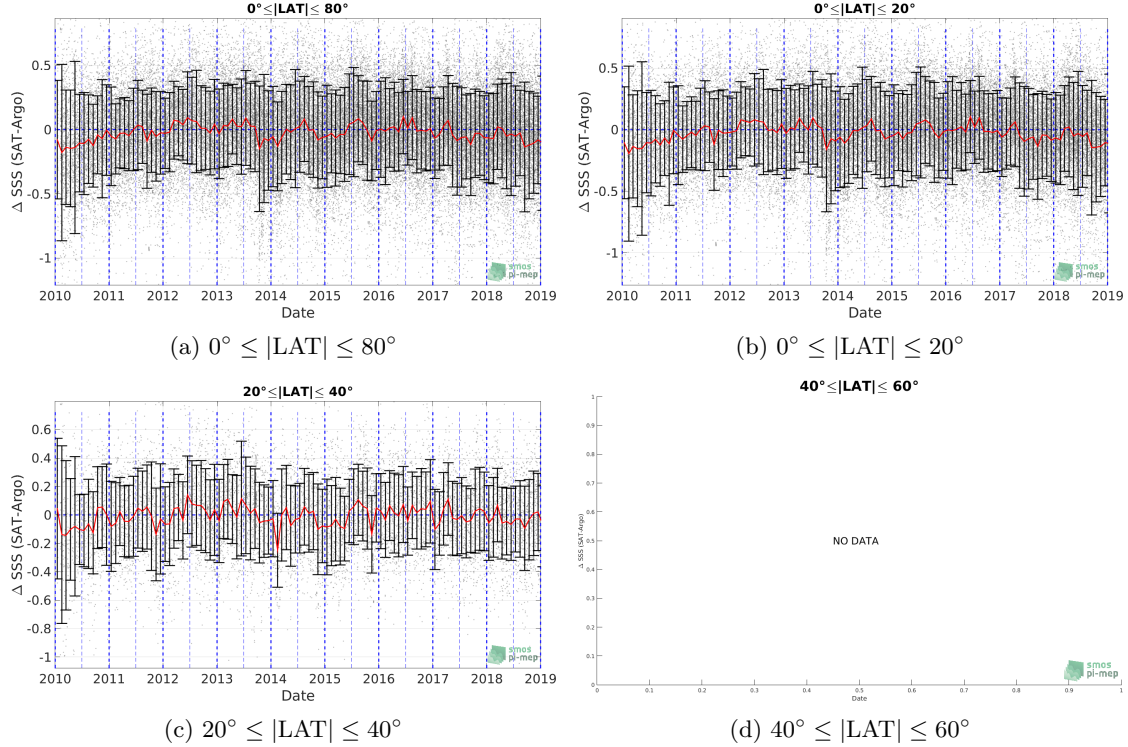 0°≤|LAT|≤ 80°
Δ SSS (SAT-Argo)
0.5
0
-0.5
-1
2010 2011 2012 2013 2014 2015 2016 2017 2018 2019
Date
smos
pi-mep
(a) 0° ≤ |LAT| ≤ 80°
0°≤|LAT|≤ 20°
Δ SSS (SAT-Argo)
0.5
0
-0.5
-1
2010 2011 2012 2013 2014 2015 2016 2017 2018 2019
Date
smos
pi-mep
(b) 0° ≤ |LAT| ≤ 20°
20°≤|LAT|≤ 40°
Δ SSS (SAT-Argo)
0.6
0.4
0.2
0
-0.2
-0.4
-0.6
-0.8
-1
2010 2011 2012 2013 2014 2015 2016 2017 2018 2019
Date
smos
pi-mep
(c) 20° ≤ |LAT| ≤ 40°
40°≤|LAT|≤ 60°
Δ SSS (SAT-Argo)
1
0.9
0.8
0.7
0.6
0.5
0.4
0.3
0.2
0.1
0
NO DATA
0 0.1 0.2 0.3 0.4 0.5 0.6 0.7 0.8 0.9 1
Date
smos
pi-mep
(d) 40° ≤ |LAT| ≤ 60°